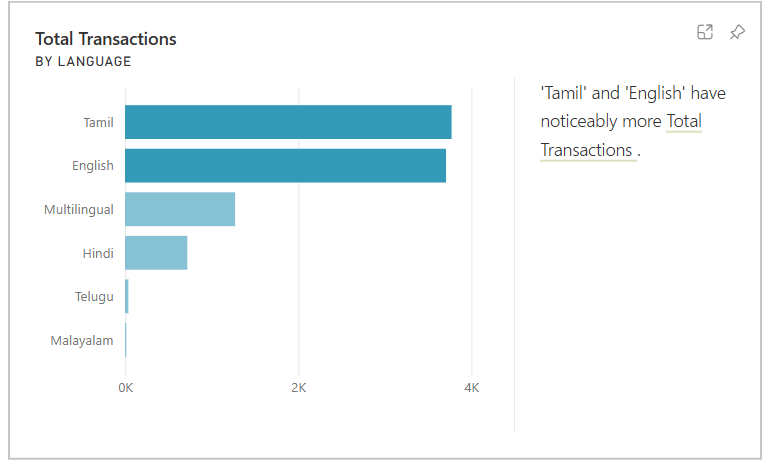 Total Transactions
BY LANGUAGE
Tamil
English
Multilingual
Hindi
Telugu
Malayalam
0K 2K 4K
'Tamil' and 'English' have
noticeably more Total
Transactions .